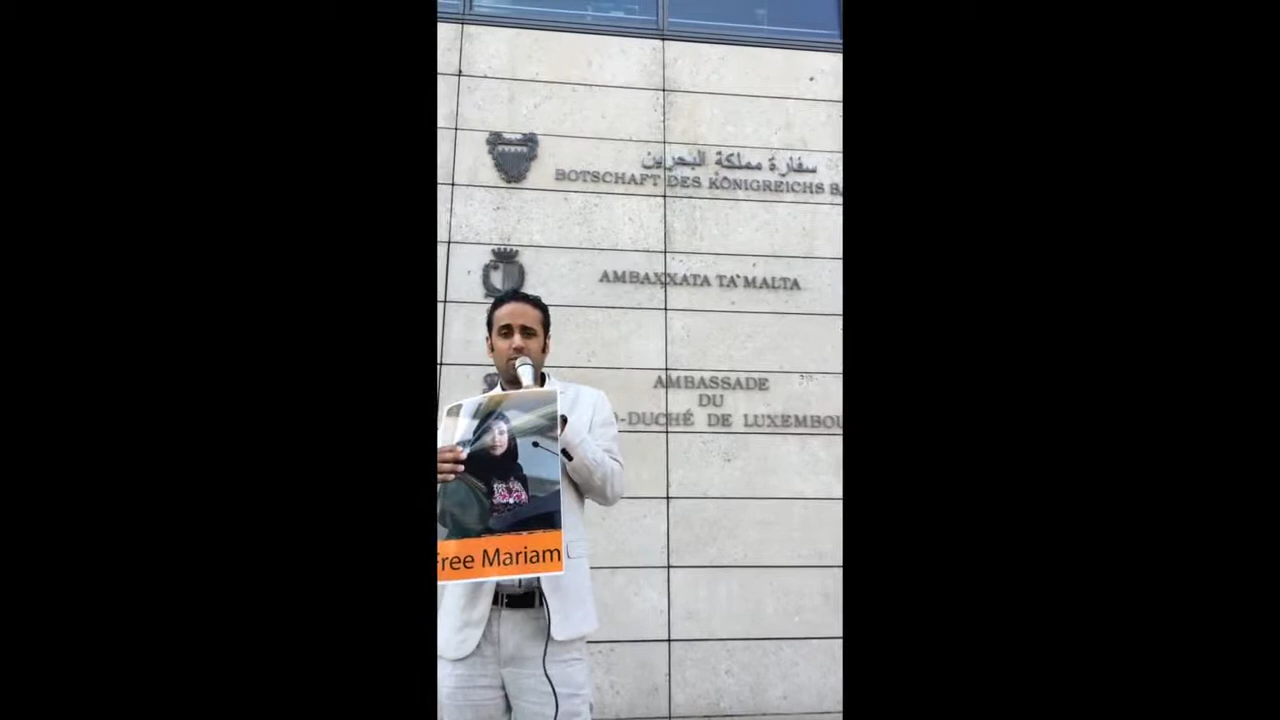 سفارة مملكة البحرين
BOTSCHAFT DES KÖNIGREICHS
AMBAXXATA TA' MALTA
AMBASSADE
DU
DUCHÉ DE LUXEMBOU
Free Mariam